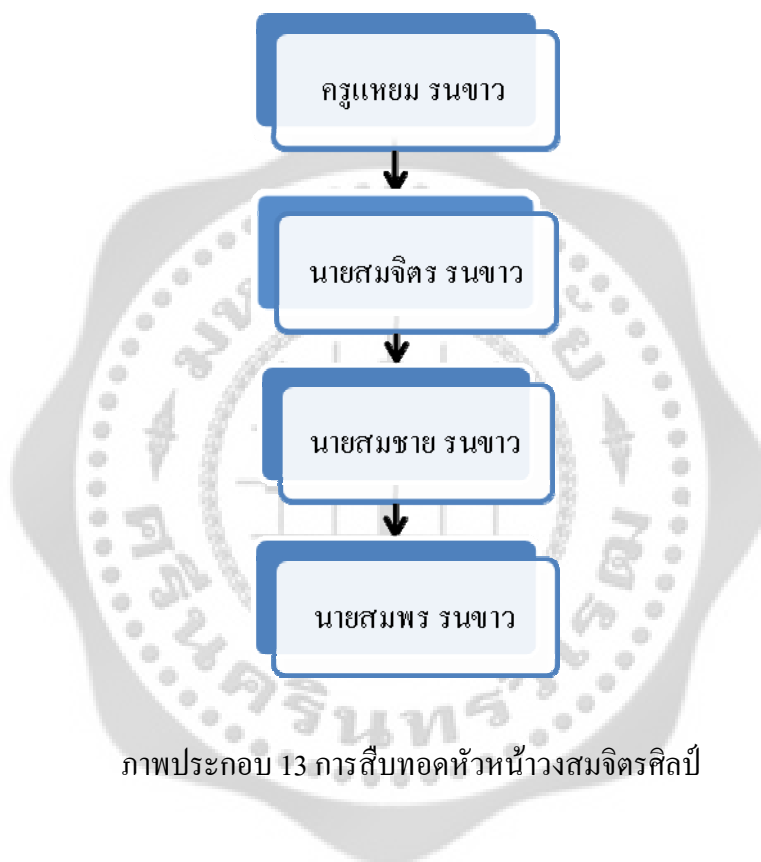 ครูแหยม รนขาว
นายสมจิตร รนขาว
นายสมชาย รนขาว
นายสมพร รนขาว
ภาพประกอบ 13 การสืบทอดหัวหน้าวงสมจิตรศิลป์